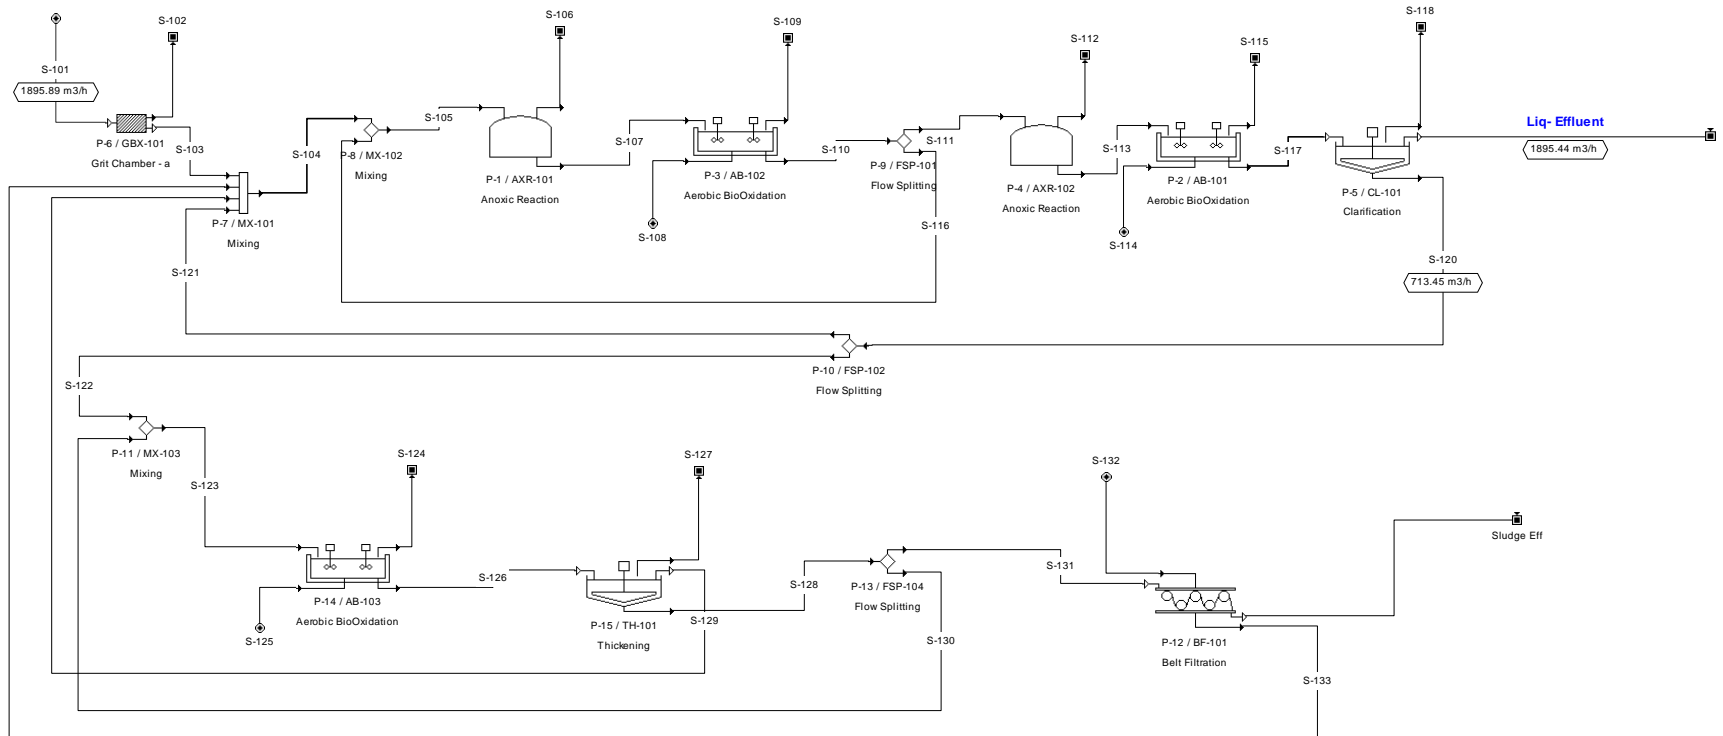 S-101
1895.89 m3/h
S-102
P-6 / GBX-101
Grit Chamber - a
S-103
S-104
P-7 / MX-101
Mixing
P-8 / MX-102
Mixing
S-105
S-106
P-1 / AXR-101
Anoxic Reaction
S-107
S-108
S-109
P-3 / AB-102
Aerobic BioOxidation
S-110
P-9 / FSP-101
Flow Splitting
S-111
S-116
S-112
P-4 / AXR-102
Anoxic Reaction
S-113
S-114
S-115
P-2 / AB-101
Aerobic BioOxidation
S-117
S-118
P-5 / CL-101
Clarification
Liq- Effluent
1895.44 m3/h
S-120
713.45 m3/h
S-121
P-10 / FSP-102
Flow Splitting
S-122
P-11 / MX-103
Mixing
S-123
S-124
P-14 / AB-103
Aerobic BioOxidation
S-125
S-126
S-127
P-15 / TH-101
Thickening
S-129
S-128
P-13 / FSP-104
Flow Splitting
S-130
S-131
S-132
P-12 / BF-101
Belt Filtration
S-133
Sludge Eff